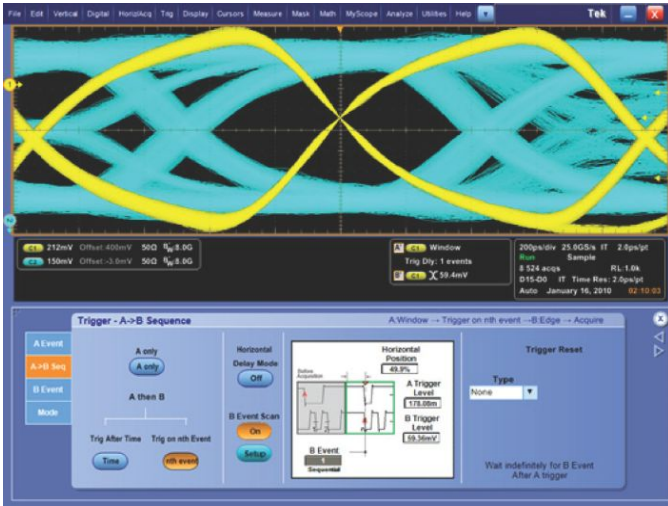 File Edit Vertical Digital Horiz/Acq Trig Display Cursors Measure Mask Math MyScope Analyze Utilities Help Tek X
1
2
C1 212mV Offset:400mV 50Ω BW:8.0G
C2 150mV Offset:-3.0mV 50Ω BW:8.0G
A' C1 Window
Trig Dly: 1 events
B' C1 59.4mV
200ps/div 25.0GS/s IT 2.0ps/pt
Run Sample
8 524 acqs RL:1.0k
D15-D0 IT Time Res: 2.0ps/pt
Auto January 16, 2010 02:10:03
Trigger - A->B Sequence A:Window → Trigger on nth event →B:Edge → Acquire X
A Event
A->B Seq
B Event
Mode
A only
A only
A then B
Trig After Time Trig on nth Event
Time nth event
Horizontal
Delay Mode
Off
B Event Scan
On
Setup
Before
Acquisition
Horizontal
Position
49.9%
A Trigger
Level
178.08m
B Trigger
Level
59.36mV
B Event
1
Sequential
Trigger Reset
Type
None
Wait indefinitely for B Event
After A trigger